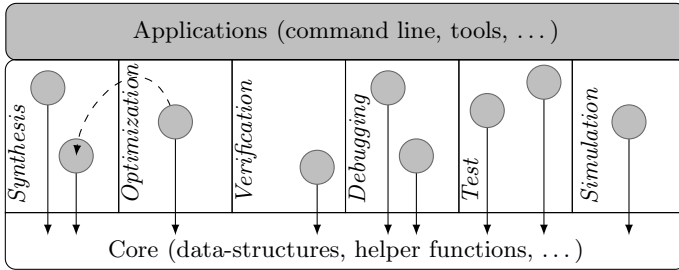 Applications (command line, tools, ...)
Synthesis
Optimization
Verification
Debugging
Test
Simulation
Core (data-structures, helper functions, ...)